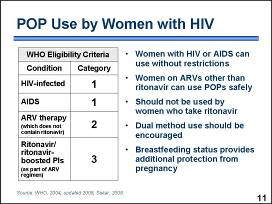 POP Use by Women with HIV
WHO Eligibility Criteria
Condition Category
HIV-infected 1
AIDS 1
ARV therapy
(which does not
contain ritonavir) 2
Ritonavir/
ritonavir-
boosted PIs
(as part of ARV
regimen) 3
• Women with HIV or AIDS can
use without restrictions
• Women on ARVs other than
ritonavir can use POPs safely
• Should not be used by
women who take ritonavir
• Dual method use should be
encouraged
• Breastfeeding status provides
additional protection from
pregnancy
Source: WHO, 2004, updated 2008;
11